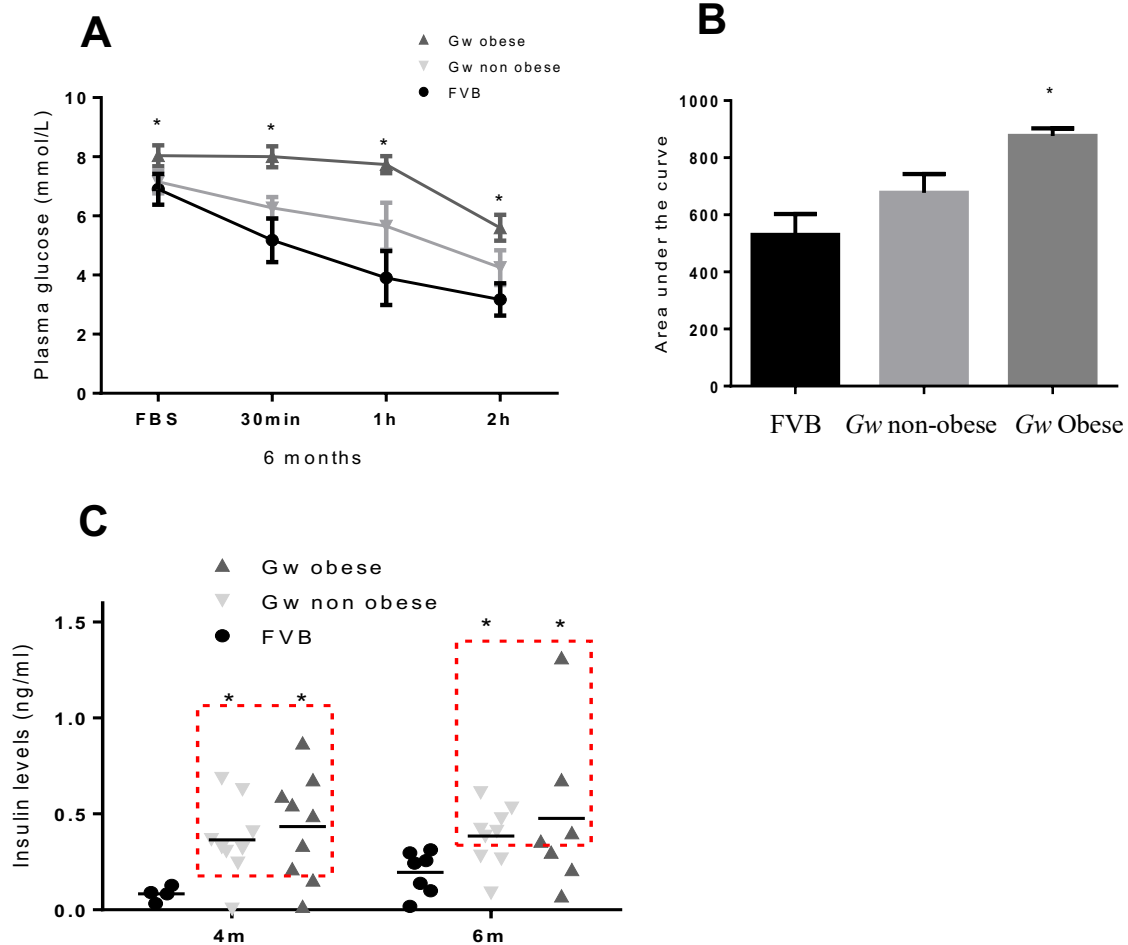 A
Gw obese
Gw non obese
FVB
Plasma glucose (mmol/L)
10
8
6
4
2
0
* * * *
FBS 30min 1h 2h
6 months
B
Area under the curve
1000
800
600
400
200
0
*
FVB Gw non-obese Gw Obese
C
Gw obese
Gw non obese
FVB
Insulin levels (ng/ml)
1.5
1.0
0.5
0.0
* *
* *
4m 6m